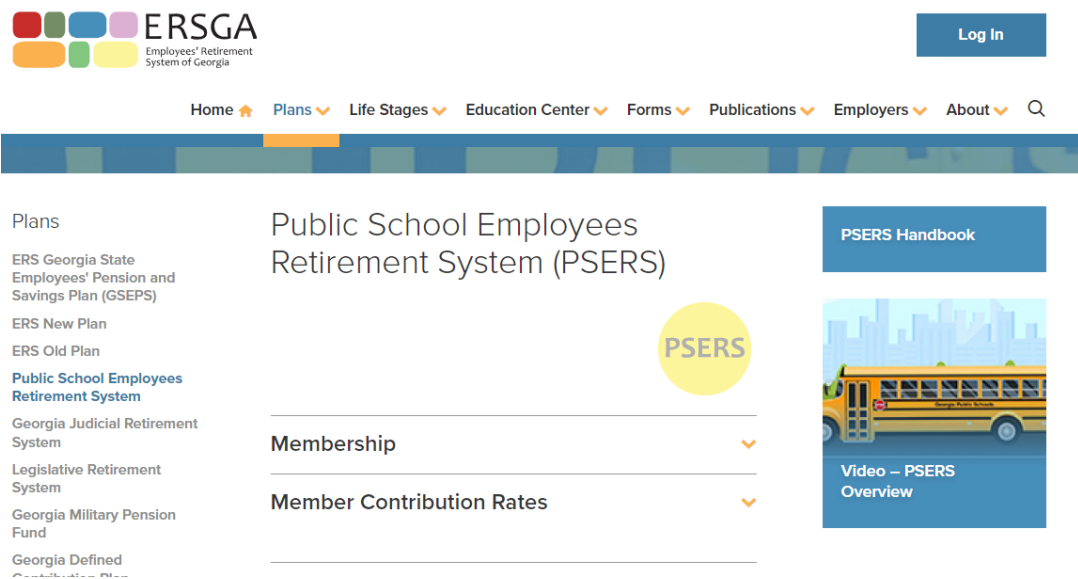 ERSGA
Employees' Retirement
System of Georgia
Log In
Home Plans Life Stages Education Center Forms Publications Employers About
Plans
ERS Georgia State
Employees' Pension and
Savings Plan (GSEPS)
ERS New Plan
ERS Old Plan
Public School Employees
Retirement System
Georgia Judicial Retirement
System
Legislative Retirement
System
Georgia Military Pension
Fund
Georgia Defined
Contribution Plan
Public School Employees
Retirement System (PSERS)
PSERS
Membership
Member Contribution Rates
PSERS Handbook
Georgia Public Schools
Video – PSERS
Overview